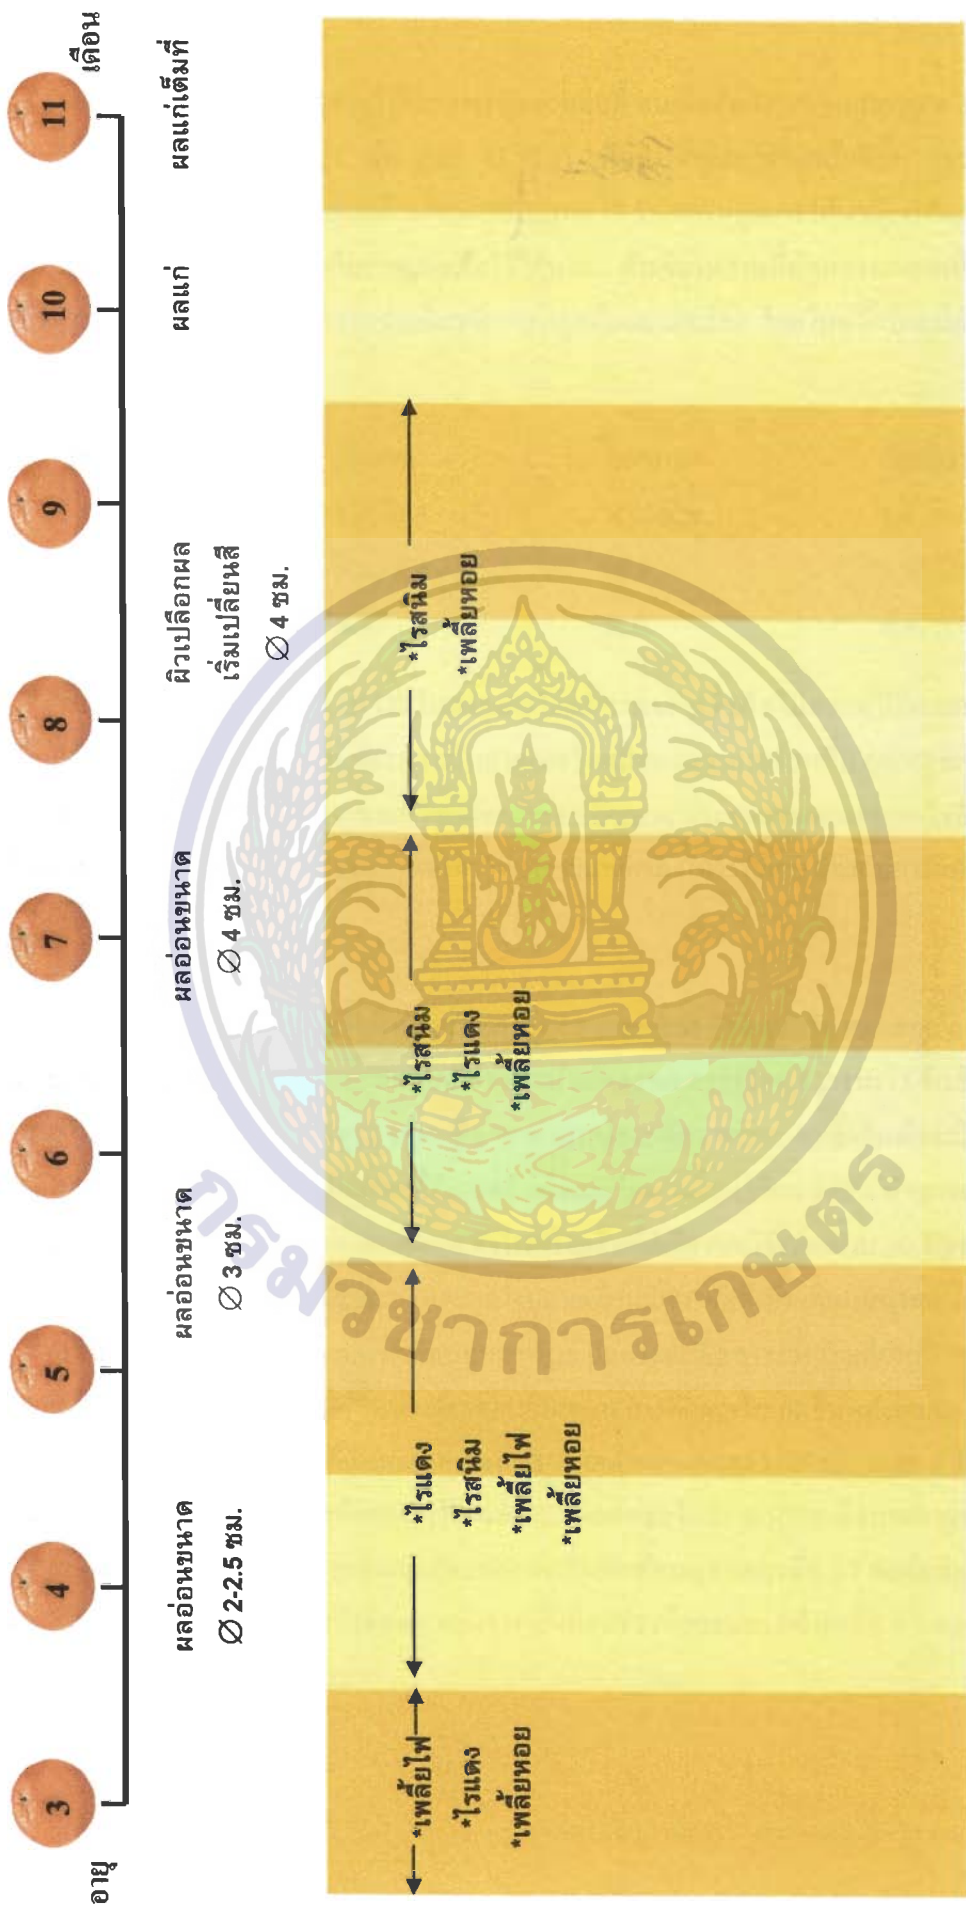 อายุ 3 4 5 6 7 8 9 10 11 เดือน
ผลอ่อนขนาด
∅ 2-2.5 ซม.
ผลอ่อนขนาด
∅ 3 ซม.
ผลอ่อนขนาด
∅ 4 ซม.
ผิวเปลือกผล
เริ่มเปลี่ยนสี
∅ 4 ซม.
ผลแก่
ผลแก่เต็มที่
*เพลี้ยไฟ
*ไรแดง
*เพลี้ยหอย
*ไรแดง
*ไรสนิม
*เพลี้ยไฟ
*เพลี้ยหอย
*ไรสนิม
*ไรแดง
*เพลี้ยหอย
*ไรสนิม
*เพลี้ยหอย
กรมวิชาการเกษตร